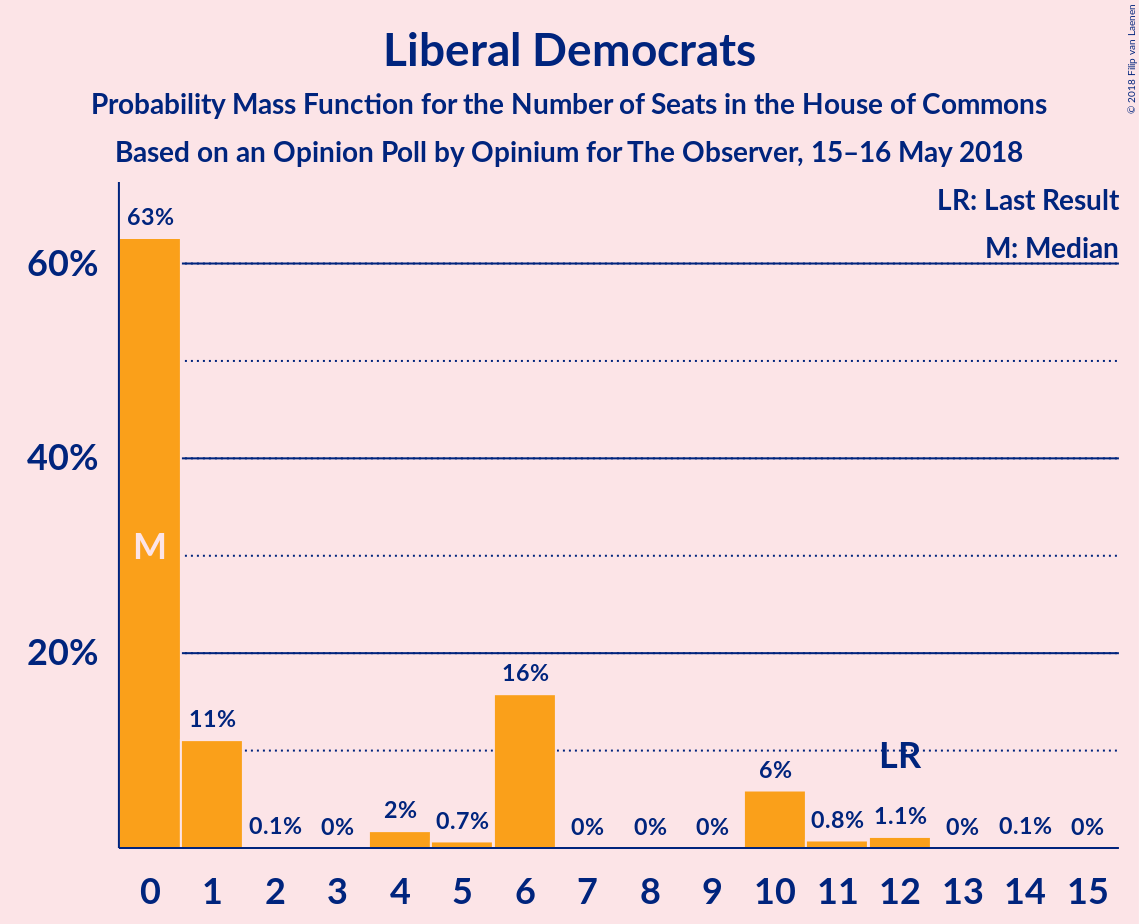 Liberal Democrats
Probability Mass Function for the Number of Seats in the House of Commons
Based on an Opinion Poll by Opinium for The Observer, 15–16 May 2018
© 2018 Filip van Laenen
LR: Last Result
M: Median
63%
60%
40%
M
20%
16%
11%
LR
6%
2%
1.1%
0.8%
0.7%
0.1% 0% 0% 0% 0% 0% 0.1% 0%
0 1 2 3 4 5 6 7 8 9 10 11 12 13 14 15